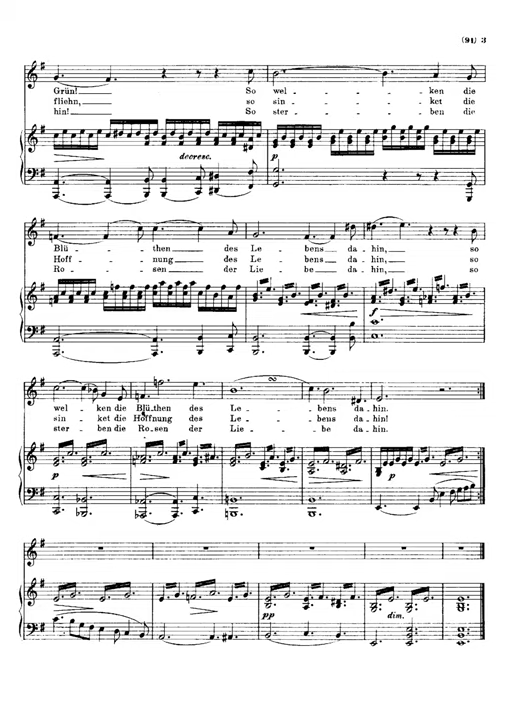 (91) 3
Grün! So wel - ken die
fliehn, so sin - ket die
hin! So ster - ben die
decresc.
p
Blü - then des Le - bens da - hin, so
Hoff - nung des Le - bens da - hin, so
Ro - sen der Lie - be da - hin, so
f
wel - ken die Blü - then des Le - bens da - hin.
sin - ket die Hoffnung des Le - bens da - hin.
ster - ben die Ro - sen der Lie - be da - hin.
p pp
pp dim.